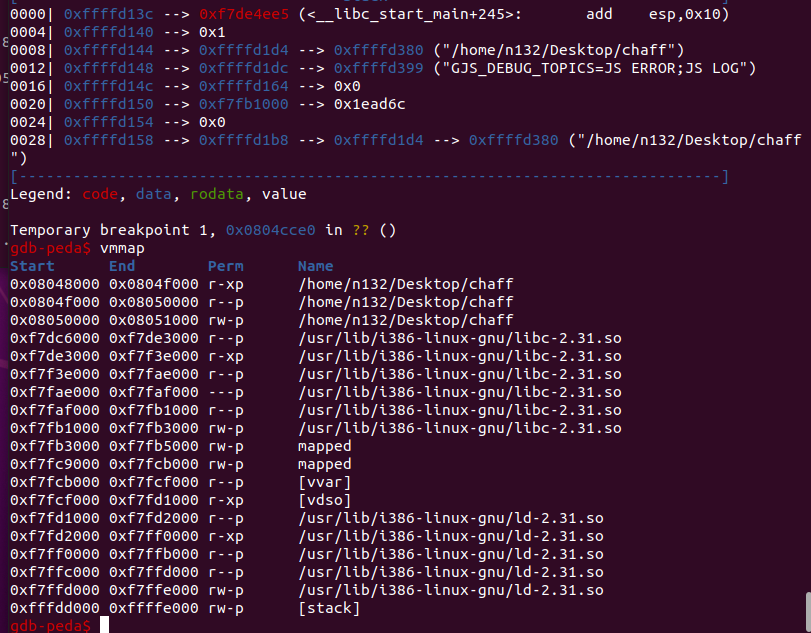 0000| 0xffffd13c --> 0xf7de4ee5 (<__libc_start_main+245>:       add    esp,0x10)
0004| 0xffffd140 --> 0x1
0008| 0xffffd144 --> 0xffffd1d4 --> 0xffffd380 ("/home/n132/Desktop/chaff")
0012| 0xffffd148 --> 0xffffd1dc --> 0xffffd399 ("GJS_DEBUG_TOPICS=JS ERROR;JS LOG")
0016| 0xffffd14c --> 0xffffd164 --> 0x0
0020| 0xffffd150 --> 0xf7fb1000 --> 0x1ead6c
0024| 0xffffd154 --> 0x0
0028| 0xffffd158 --> 0xffffd1b8 --> 0xffffd1d4 --> 0xffffd380 ("/home/n132/Desktop/chaff
")
[------------------------------------------------------------------------------]
Legend: code, data, rodata, value
Temporary breakpoint 1, 0x0804cce0 in ?? ()
gdb-peda$ vmmap
Start      End        Perm      Name
0x08048000 0x0804f000 r-xp      /home/n132/Desktop/chaff
0x0804f000 0x08050000 r--p      /home/n132/Desktop/chaff
0x08050000 0x08051000 rw-p      /home/n132/Desktop/chaff
0xf7dc6000 0xf7de3000 r--p      /usr/lib/i386-linux-gnu/libc-2.31.so
0xf7de3000 0xf7f3e000 r-xp      /usr/lib/i386-linux-gnu/libc-2.31.so
0xf7f3e000 0xf7fae000 r--p      /usr/lib/i386-linux-gnu/libc-2.31.so
0xf7fae000 0xf7faf000 ---p      /usr/lib/i386-linux-gnu/libc-2.31.so
0xf7faf000 0xf7fb1000 r--p      /usr/lib/i386-linux-gnu/libc-2.31.so
0xf7fb1000 0xf7fb3000 rw-p      /usr/lib/i386-linux-gnu/libc-2.31.so
0xf7fb3000 0xf7fb5000 rw-p      mapped
0xf7fc9000 0xf7fcb000 rw-p      mapped
0xf7fcb000 0xf7fcf000 r--p      [vvar]
0xf7fcf000 0xf7fd1000 r-xp      [vdso]
0xf7fd1000 0xf7fd2000 r--p      /usr/lib/i386-linux-gnu/ld-2.31.so
0xf7fd2000 0xf7ff0000 r-xp      /usr/lib/i386-linux-gnu/ld-2.31.so
0xf7ff0000 0xf7ffb000 r--p      /usr/lib/i386-linux-gnu/ld-2.31.so
0xf7ffc000 0xf7ffd000 r--p      /usr/lib/i386-linux-gnu/ld-2.31.so
0xf7ffd000 0xf7ffe000 rw-p      /usr/lib/i386-linux-gnu/ld-2.31.so
0xfffdd000 0xffffe000 rw-p      [stack]
gdb-peda$